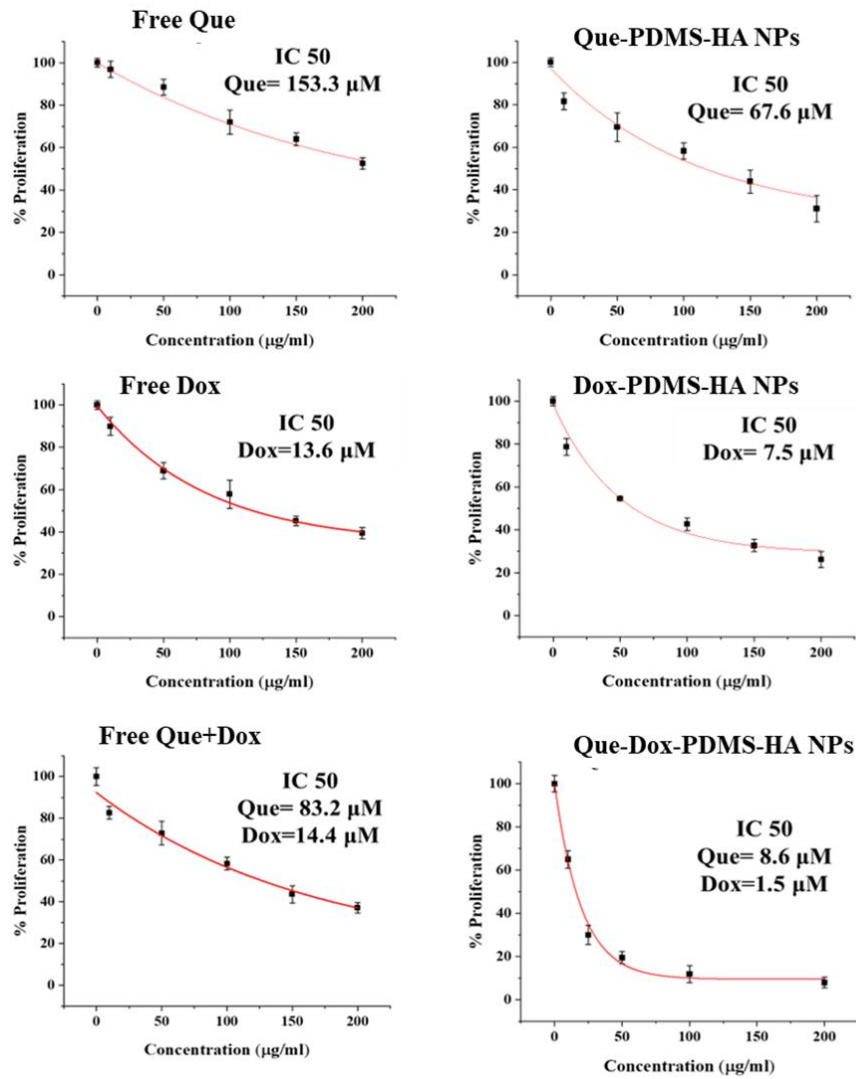 Free Que
IC 50
Que= 153.3 µM
100
80
60
40
20
0
% Proliferation
0 50 100 150 200
Concentration (µg/ml)
Que-PDMS-HA NPs
IC 50
Que= 67.6 µM
100
80
60
40
20
0
% Proliferation
0 50 100 150 200
Concentration (µg/ml)
Free Dox
IC 50
Dox=13.6 µM
100
80
60
40
20
0
% Proliferation
0 50 100 150 200
Concentration (µg/ml)
Dox-PDMS-HA NPs
IC 50
Dox= 7.5 µM
100
80
60
40
20
0
% Proliferation
0 50 100 150 200
Concentration (µg/ml)
Free Que+Dox
IC 50
Que= 83.2 µM
Dox=14.4 µM
100
80
60
40
20
0
% Proliferation
0 50 100 150 200
Concentration (µg/ml)
Que-Dox-PDMS-HA NPs
IC 50
Que= 8.6 µM
Dox=1.5 µM
100
80
60
40
20
0
% Proliferation
0 50 100 150 200
Concentration (µg/ml)